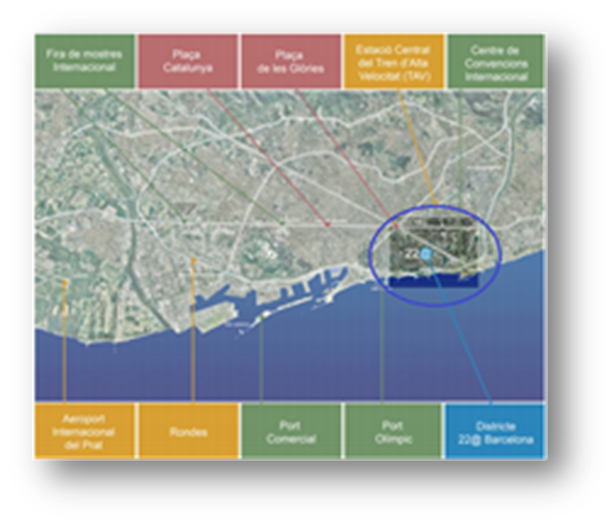 Fira de mostres
Internacional
Plaça
Catalunya
Plaça
de les Glòries
Estació Central
del Tren d'Alta
Velocitat (TAV)
Centre de
Convencions
Internacional
22@
Aeroport
Internacional
del Prat
Rondes
Port
Comercial
Port
Olímpic
Districte
22@ Barcelona